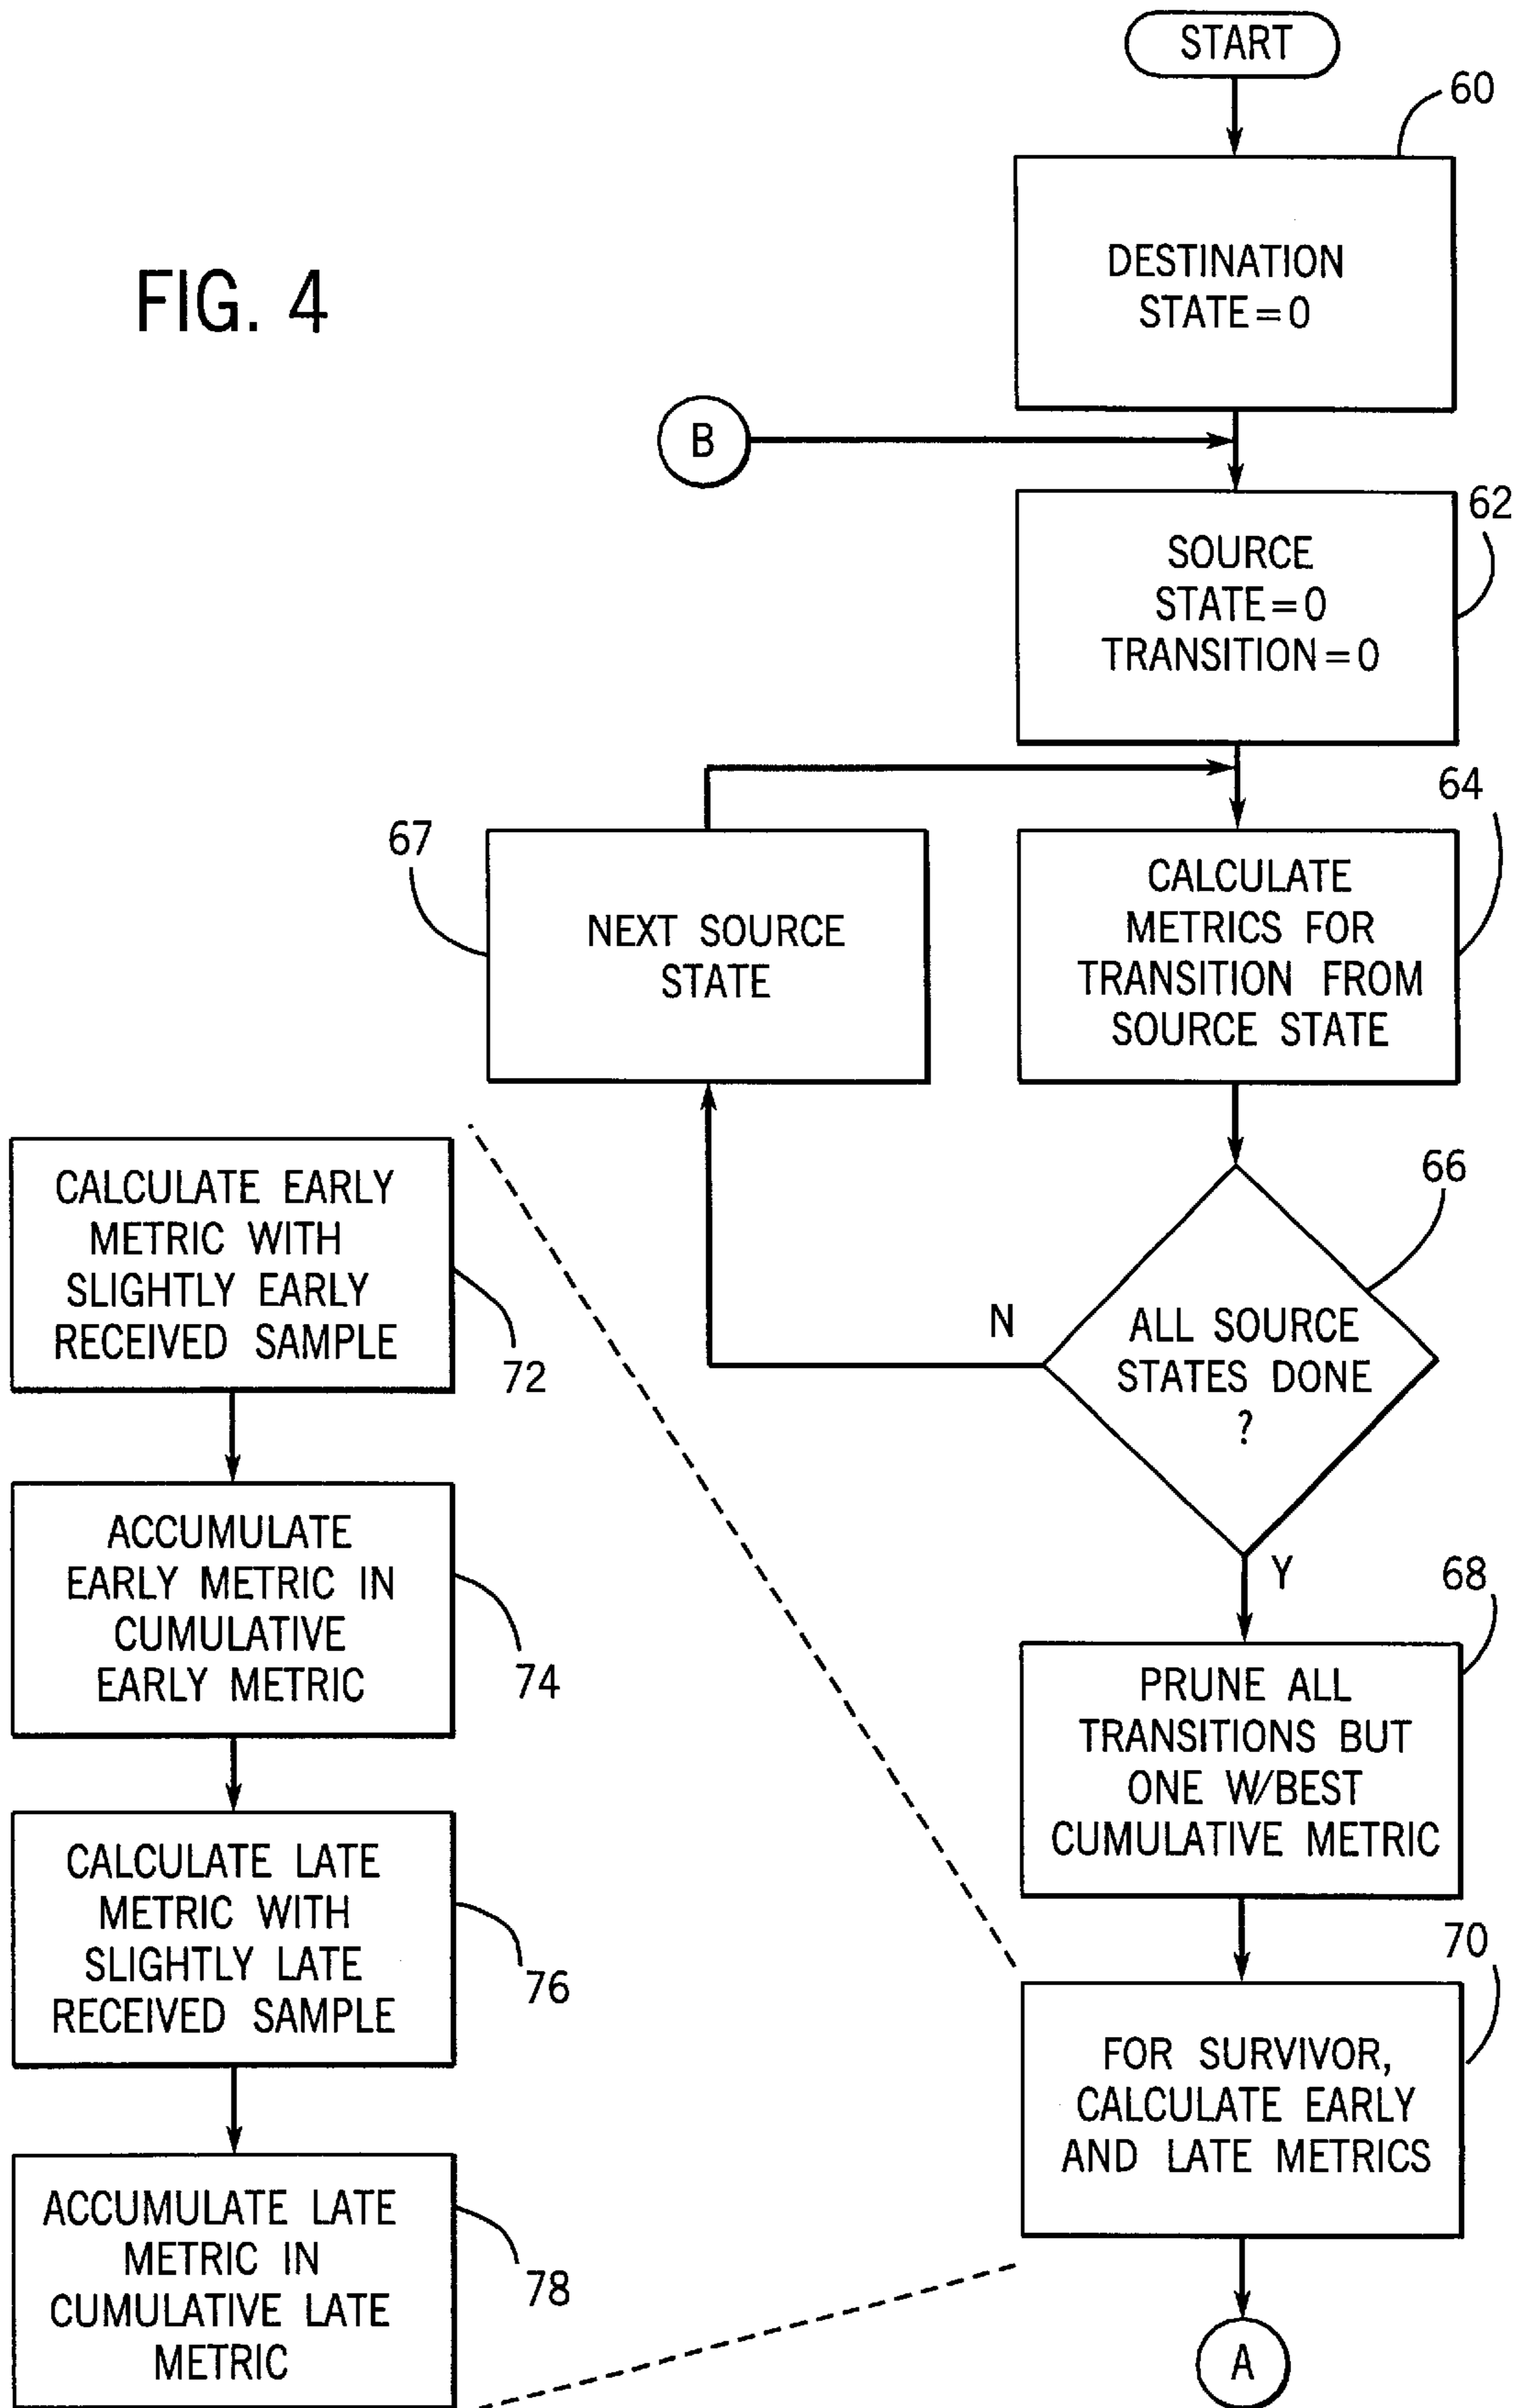 START
60
DESTINATION
STATE=0
FIG. 4
B
62
SOURCE
STATE=0
TRANSITION=0
64
67
NEXT SOURCE
STATE
CALCULATE
METRICS FOR
TRANSITION FROM
SOURCE STATE
66
N
ALL SOURCE
STATES DONE
?
Y
CALCULATE EARLY
METRIC WITH
SLIGHTLY EARLY
RECEIVED SAMPLE
72
ACCUMULATE
EARLY METRIC IN
CUMULATIVE
EARLY METRIC
74
68
PRUNE ALL
TRANSITIONS BUT
ONE W/BEST
CUMULATIVE METRIC
CALCULATE LATE
METRIC WITH
SLIGHTLY LATE
RECEIVED SAMPLE
76
70
FOR SURVIVOR,
CALCULATE EARLY
AND LATE METRICS
ACCUMULATE LATE
METRIC IN
CUMULATIVE LATE
METRIC
78
A